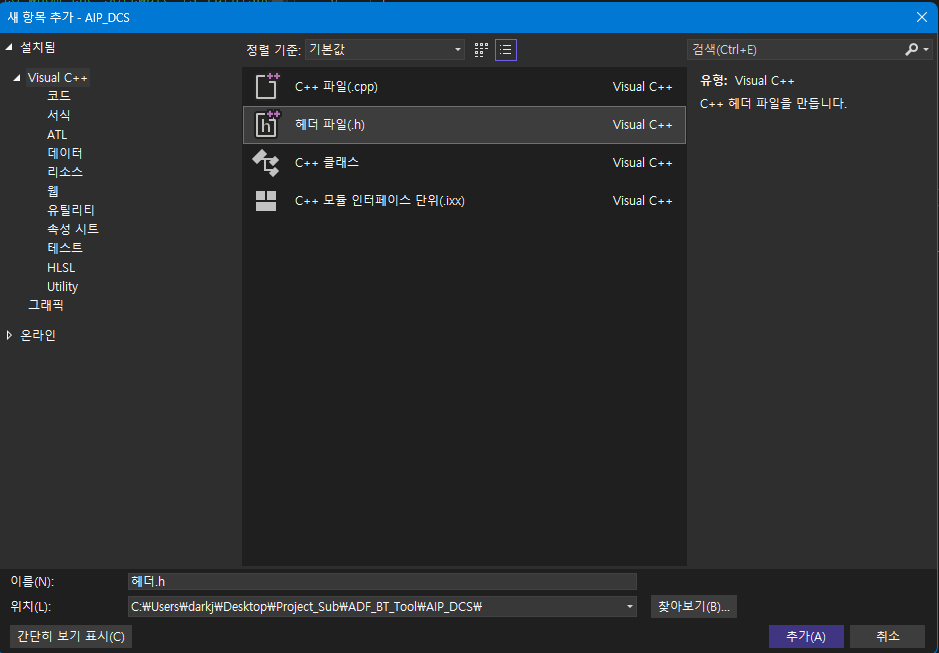 새 항목 추가 - AIP_DCS
설치됨
정렬 기준: 기본값
검색(Ctrl+E)
Visual C++
코드
서식
ATL
데이터
리소스
웹
유틸리티
속성 시트
테스트
HLSL
Utility
그래픽
온라인
C++ 파일(.cpp) Visual C++
헤더 파일(.h) Visual C++
C++ 클래스 Visual C++
C++ 모듈 인터페이스 단위(.ixx) Visual C++
유형: Visual C++
C++ 헤더 파일을 만듭니다.
이름(N): 헤더.h
위치(L): C:₩Users₩darkj₩Desktop₩Project_Sub₩ADF_BT_Tool₩AIP_DCS₩ 찾아보기(B)...
간단히 보기 표시(C) 추가(A) 취소